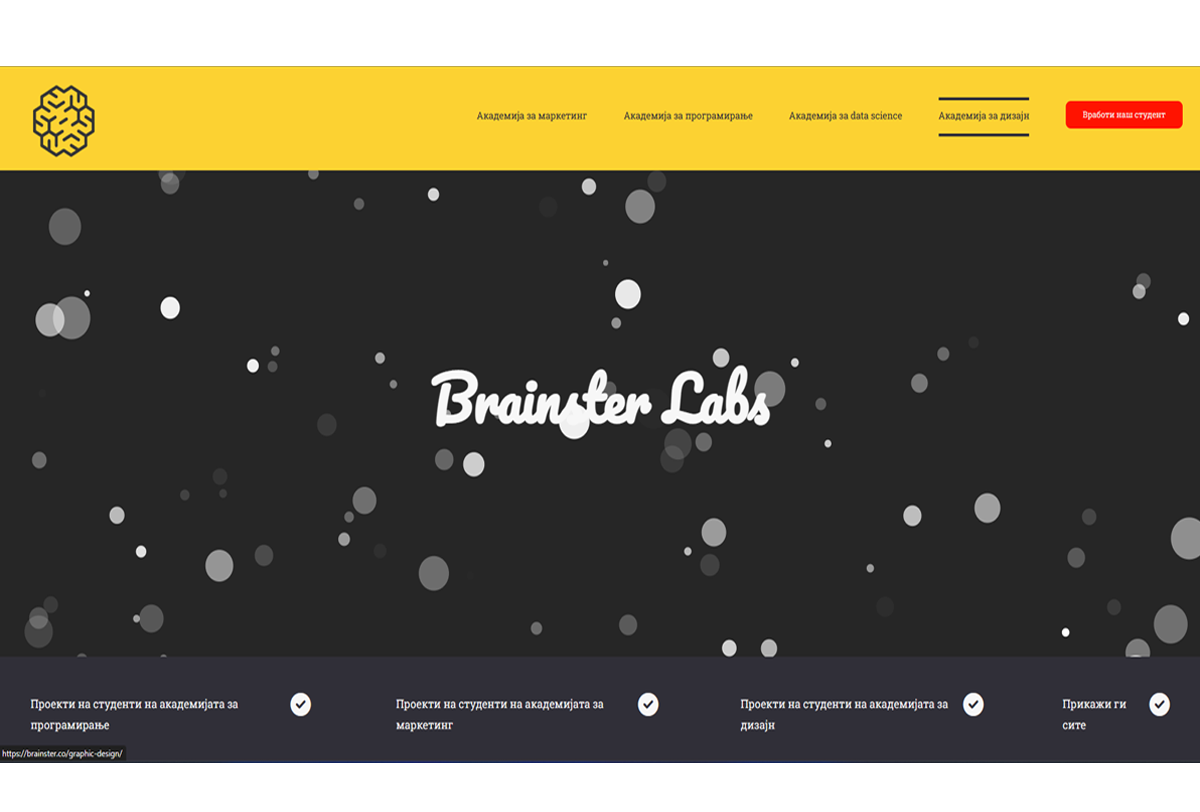 Академија за маркетинг
Академија за програмирање
Академија за data science
Академија за дизајн
Вработи наш студент
Brainster Labs
Проекти на студенти на академијата за
програмирање
Проекти на студенти на академијата за
маркетинг
Проекти на студенти на академијата за
дизајн
Прикажи ги
сите
https://brainster.co/graphic-design/